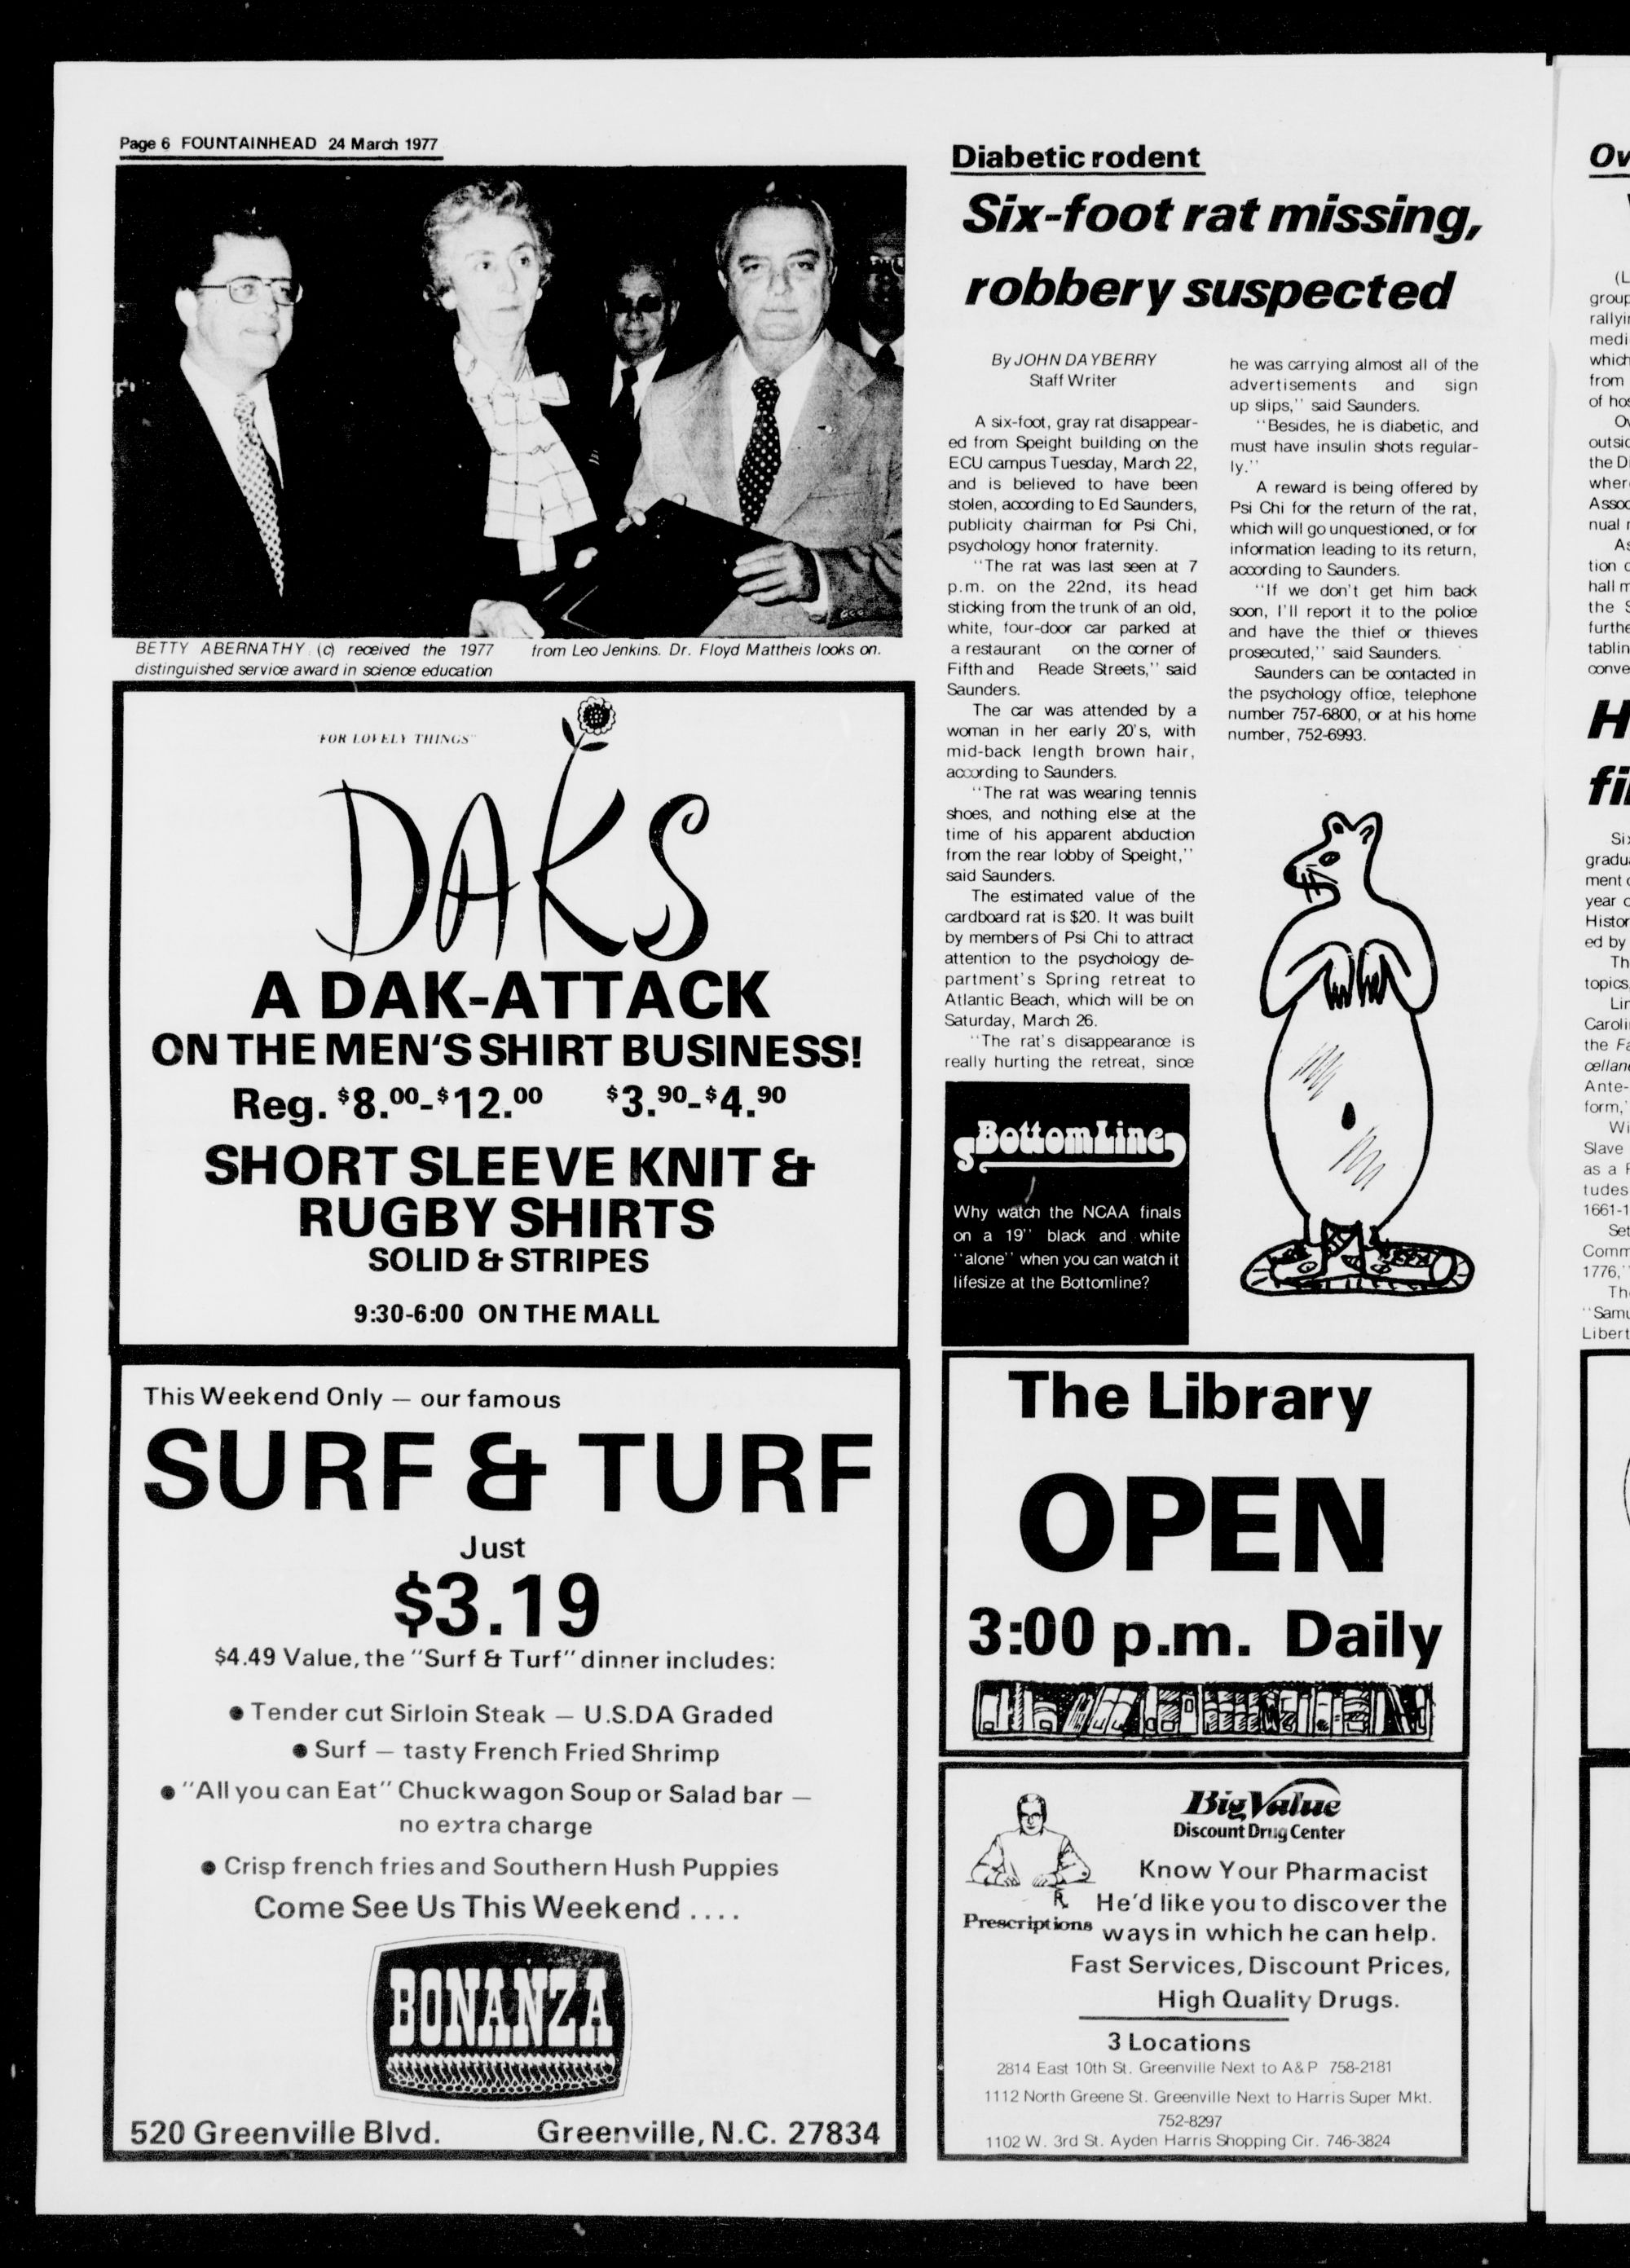 Page 6 FOUNTAINHEAD 24 March 1977
BETTY ABERNATHY (c) received the 1977
distinguished service award in science education
from Leo Jenkins. Dr. Floyd Mattheis looks on.
FOR LOVELY THINGS"
DAKS
A DAK-ATTACK
ON THE MEN'S SHIRT BUSINESS!
Reg. $8.00-$12.00 $3.90-$4.90
SHORT SLEEVE KNIT &
RUGBY SHIRTS
SOLID & STRIPES
9:30-6:00 ON THE MALL
This Weekend Only — our famous
SURF & TURF
Just
$3.19
$4.49 Value, the "Surf & Turf" dinner includes:
● Tender cut Sirloin Steak — U.S.DA Graded
● Surf — tasty French Fried Shrimp
● "All you can Eat" Chuckwagon Soup or Salad bar —
no extra charge
● Crisp french fries and Southern Hush Puppies
Come See Us This Weekend ....
BONANZA
520 Greenville Blvd. Greenville, N.C. 27834
Diabetic rodent
Six-foot rat missing,
robbery suspected
By JOHN DAYBERRY
Staff Writer
A six-foot, gray rat disappear-
ed from Speight building on the
ECU campus Tuesday, March 22,
and is believed to have been
stolen, according to Ed Saunders,
publicity chairman for Psi Chi,
psychology honor fraternity.
"The rat was last seen at 7
p.m. on the 22nd, its head
sticking from the trunk of an old,
white, four-door car parked at
a restaurant on the corner of
Fifth and Reade Streets," said
Saunders.
The car was attended by a
woman in her early 20's, with
mid-back length brown hair,
according to Saunders.
"The rat was wearing tennis
shoes, and nothing else at the
time of his apparent abduction
from the rear lobby of Speight,"
said Saunders.
The estimated value of the
cardboard rat is $20. It was built
by members of Psi Chi to attract
attention to the psychology de-
partment's Spring retreat to
Atlantic Beach, which will be on
Saturday, March 26.
"The rat's disappearance is
really hurting the retreat, since
he was carrying almost all of the
advertisements and sign
up slips," said Saunders.
"Besides, he is diabetic, and
must have insulin shots regular-
ly."
A reward is being offered by
Psi Chi for the return of the rat,
which will go unquestioned, or for
information leading to its return,
according to Saunders.
"If we don't get him back
soon, I'll report it to the police
and have the thief or thieves
prosecuted," said Saunders.
Saunders can be contacted in
the psychology office, telephone
number 757-6800, or at his home
number, 752-6993.
BottomLine
Why watch the NCAA finals
on a 19" black and white
"alone" when you can watch it
lifesize at the Bottomline?
The Library
OPEN
3:00 p.m. Daily
Big Value
Discount Drug Center
Prescriptions
Know Your Pharmacist
He'd like you to discover the
ways in which he can help.
Fast Services, Discount Prices,
High Quality Drugs.
3 Locations
2814 East 10th St. Greenville Next to A&P 758-2181
1112 North Greene St. Greenville Next to Harris Super Mkt.
752-8297
1102 W. 3rd St. Ayden Harris Shopping Cir. 746-3824